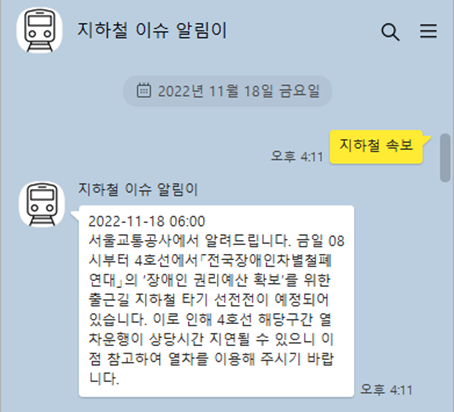 지하철 이슈 알림이
2022년 11월 18일 금요일
지하철 속보
오후 4:11
지하철 이슈 알림이
2022-11-18 06:00
서울교통공사에서 알려드립니다. 금일 08
시부터 4호선에서「전국장애인차별철폐
연대」의 '장애인 권리예산 확보'를 위한
출근길 지하철 타기 선전전이 예정되어
있습니다. 이로 인해 4호선 해당구간 열
차운행이 상당시간 지연될 수 있으니 이
점 참고하여 열차를 이용해 주시기 바랍
니다.
오후 4:11